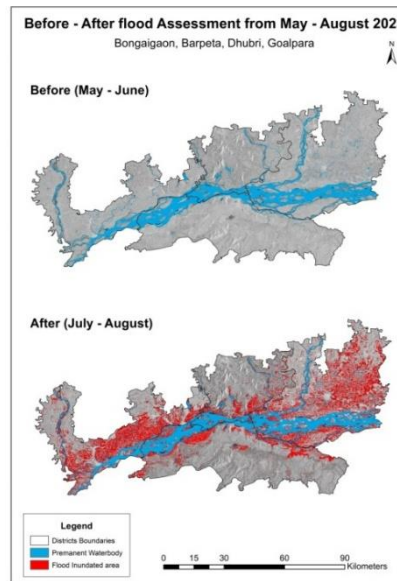 Before - After flood Assessment from May - August 202
Bongaigaon, Barpeta, Dhubri, Goalpara
N
Before (May - June)
After (July - August)
Legend
Districts Boundaries
Premanent Waterbody
Flood Inundated area
0 15 30 60 90
Kilometers